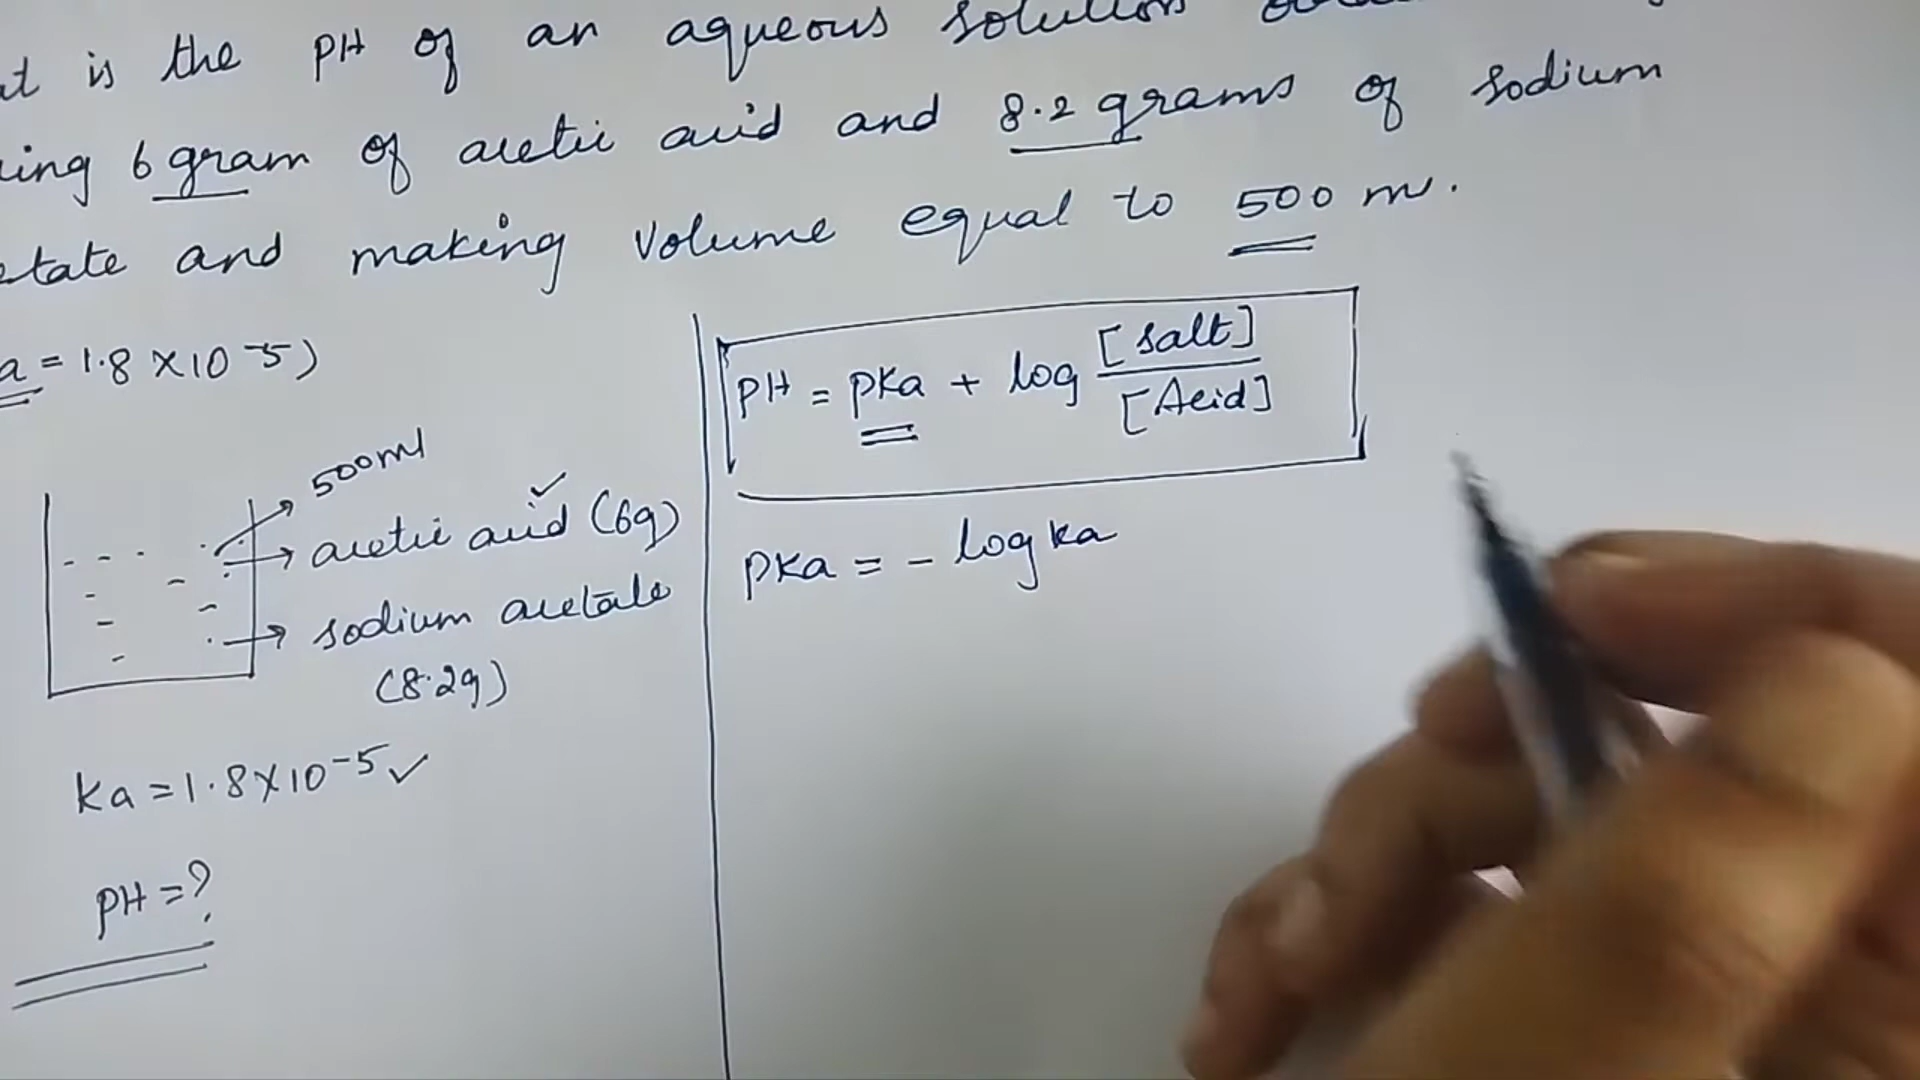 is the PH of an aqueous solution
6 gram of acetic acid and 8.2 grams of sodium
and making volume equal to 500 ml.
a = 1.8 × 10-5)
PH = PKa + log [salt]
[Acid]
500ml
acetic acid (6g)
sodium acetate
(8.2g)
PKa = - log ka
Ka = 1.8×10-5
PH = ?